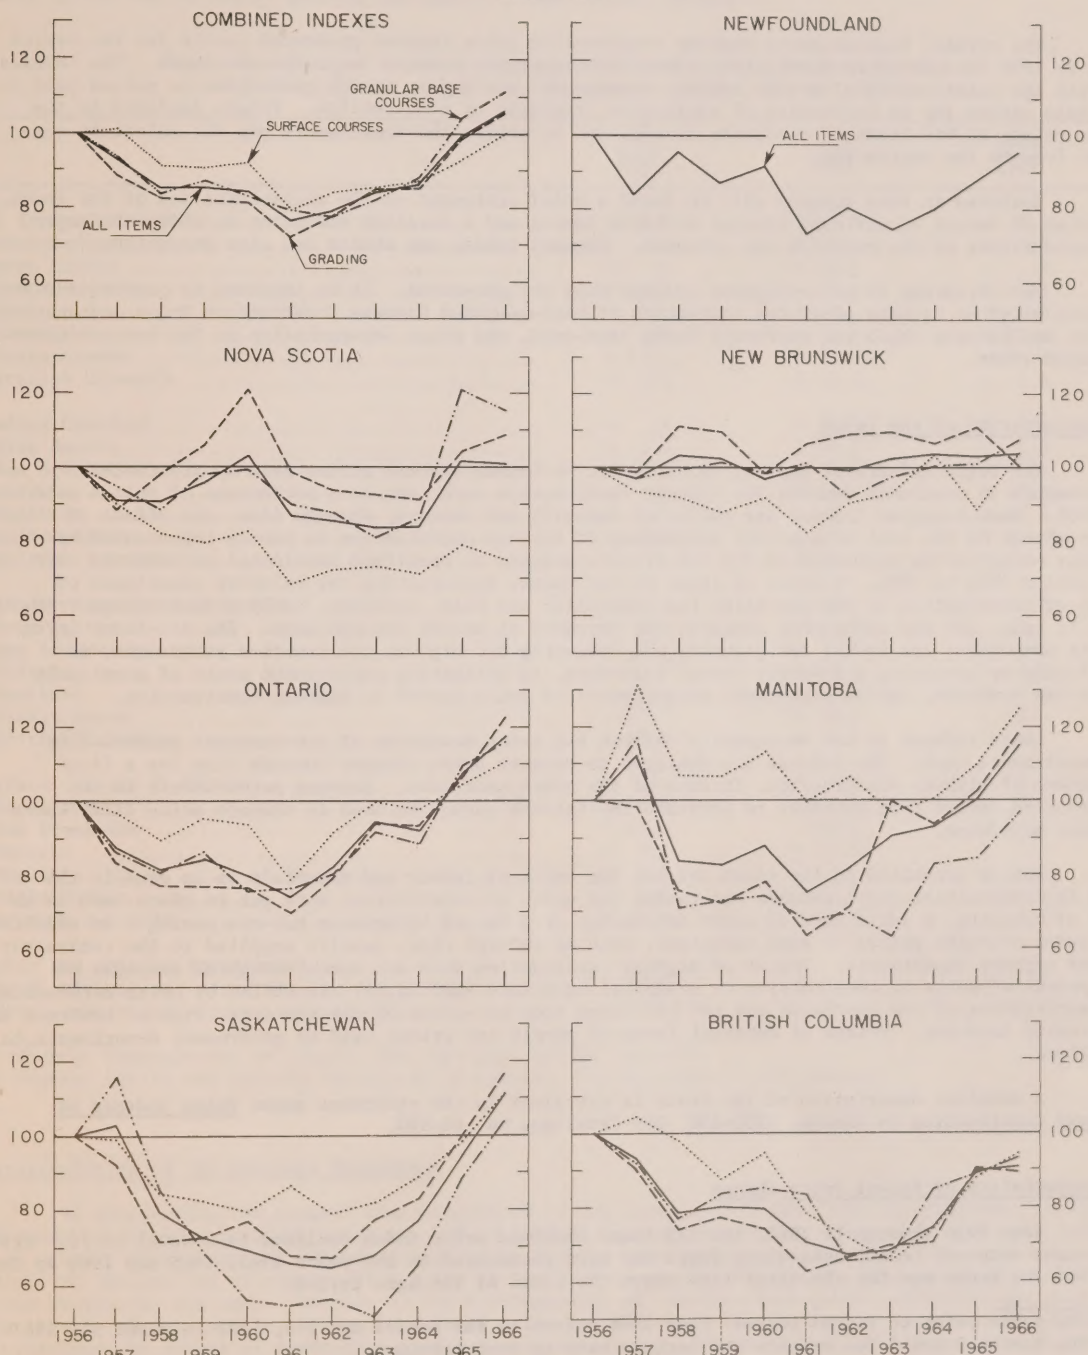 COMBINED INDEXES
NEWFOUNDLAND
120
100
80
60
GRANULAR BASE
COURSES
SURFACE COURSES
ALL ITEMS
GRADING
ALL ITEMS
120
100
80
60
NOVA SCOTIA
NEW BRUNSWICK
120
100
80
60
120
100
80
60
ONTARIO
MANITOBA
120
100
80
60
120
100
80
60
SASKATCHEWAN
BRITISH COLUMBIA
120
100
80
60
120
100
80
60
1956 1958 1960 1962 1964 1966
1957 1959 1961 1963 1965
1956 1958 1960 1962 1964 1966
1957 1959 1961 1963 1965